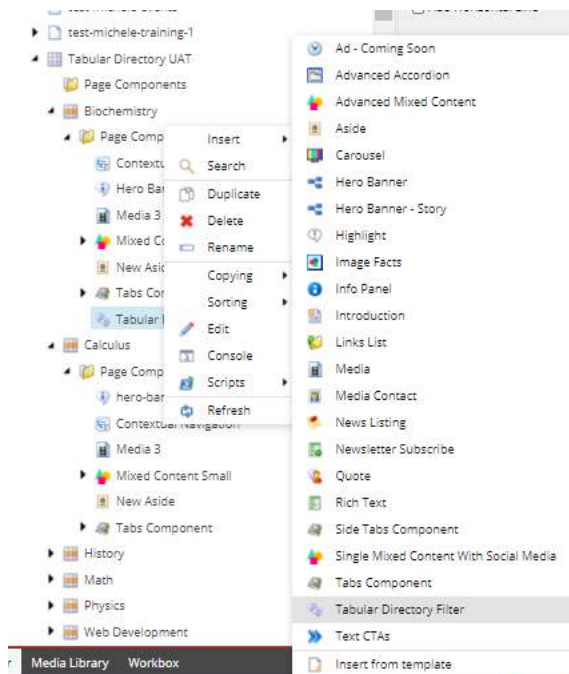 test-michele-training-1
Tabular Directory UAT
Page Components
Biochemistry
Page Comp
Contextu
Hero Ba
Media 3
Mixed Co
New Asid
Tabs Con
Tabular
Calculus
Page Comp
hero-ban
Contextual Navigation
Media 3
Mixed Content Small
New Aside
Tabs Component
History
Math
Physics
Web Development
r
Media Library
Workbox
Insert
Search
Duplicate
Delete
Rename
Copying
Sorting
Edit
Console
Scripts
Refresh
Ad - Coming Soon
Advanced Accordion
Advanced Mixed Content
Aside
Carousel
Hero Banner
Hero Banner - Story
Highlight
Image Facts
Info Panel
Introduction
Links List
Media
Media Contact
News Listing
Newsletter Subscribe
Quote
Rich Text
Side Tabs Component
Single Mixed Content With Social Media
Tabs Component
Tabular Directory Filter
Text CTAs
Insert from template